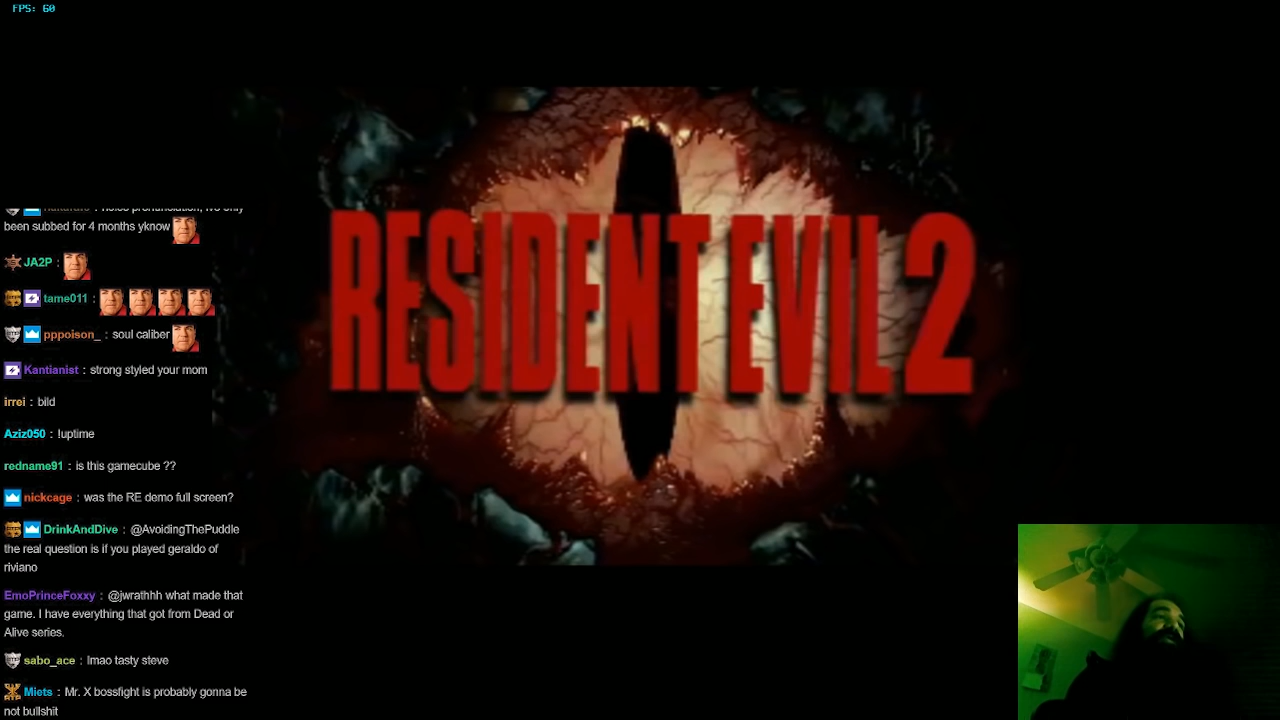 FPS: 60
RESIDENT EVIL 2
been subbed for 4 months yknow
JA2P :
tame011 :
pppoison_ : soul caliber
Kantianist : strong styled your mom
irrei : bild
Aziz050 : !uptime
redname91 : is this gamecube ??
nickcage : was the RE demo full screen?
DrinkAndDive : @AvoidingThePuddle
the real question is if you played geraldo of
riviano
EmoPrinceFoxxy : @jwrathhh what made that
game. I have everything that got from Dead or
Alive series.
sabo_ace : lmao tasty steve
Miets : Mr. X bossfight is probably gonna be
not bullshit